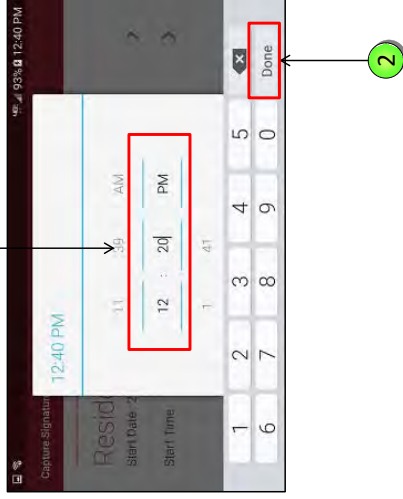 93% 12:40 PM
Capture Signatur
Reside
Start Date
Start Time
12:40 PM
11 39 AM
12 : 20 PM
1 41
1 2 3 4 5
6 7 8 9 0
Done
2